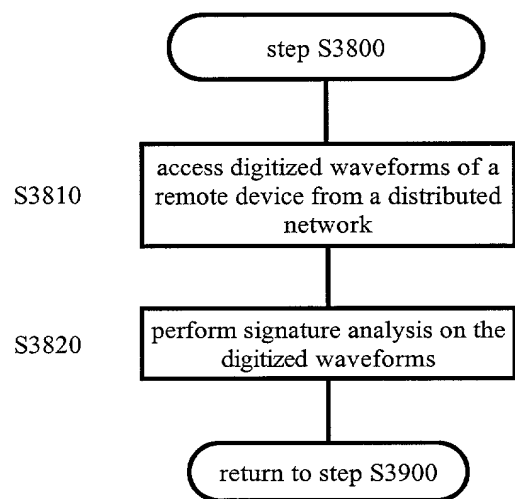 step S3800
S3810
access digitized waveforms of a
remote device from a distributed
network
S3820
perform signature analysis on the
digitized waveforms
return to step S3900